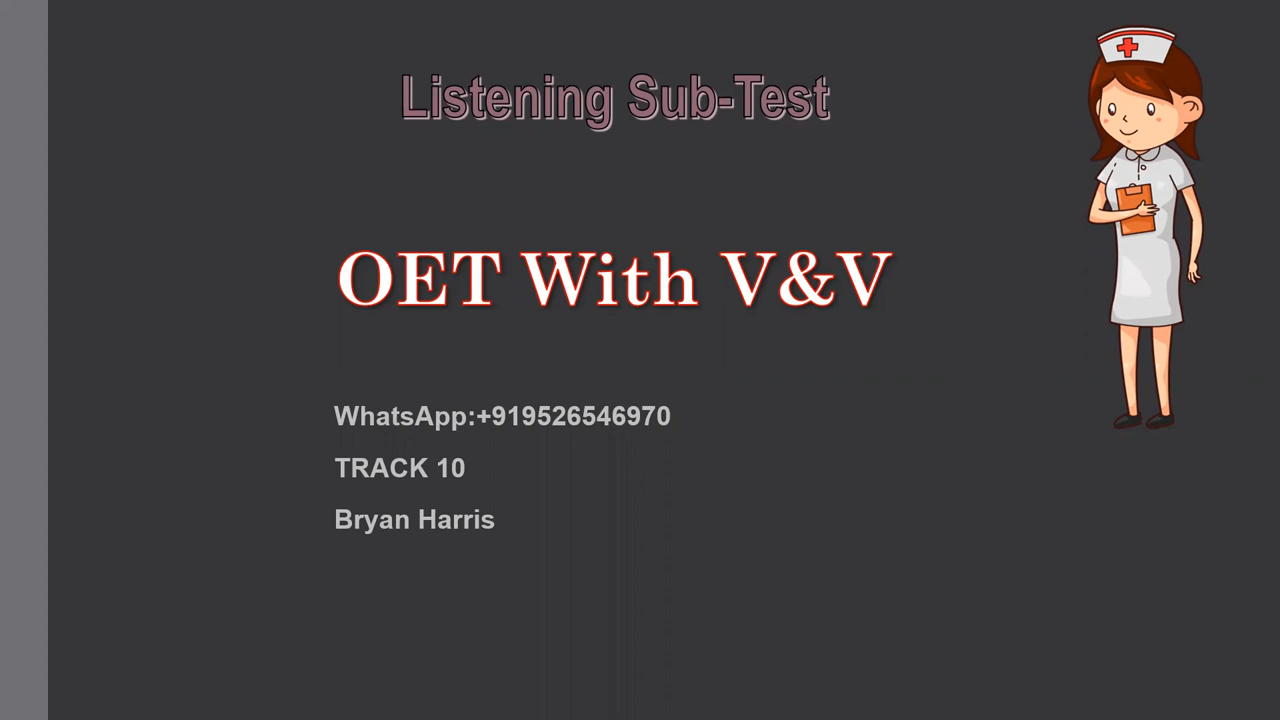 Listening Sub-Test
OET With V&V
WhatsApp:+919526546970
TRACK 10
Bryan Harris